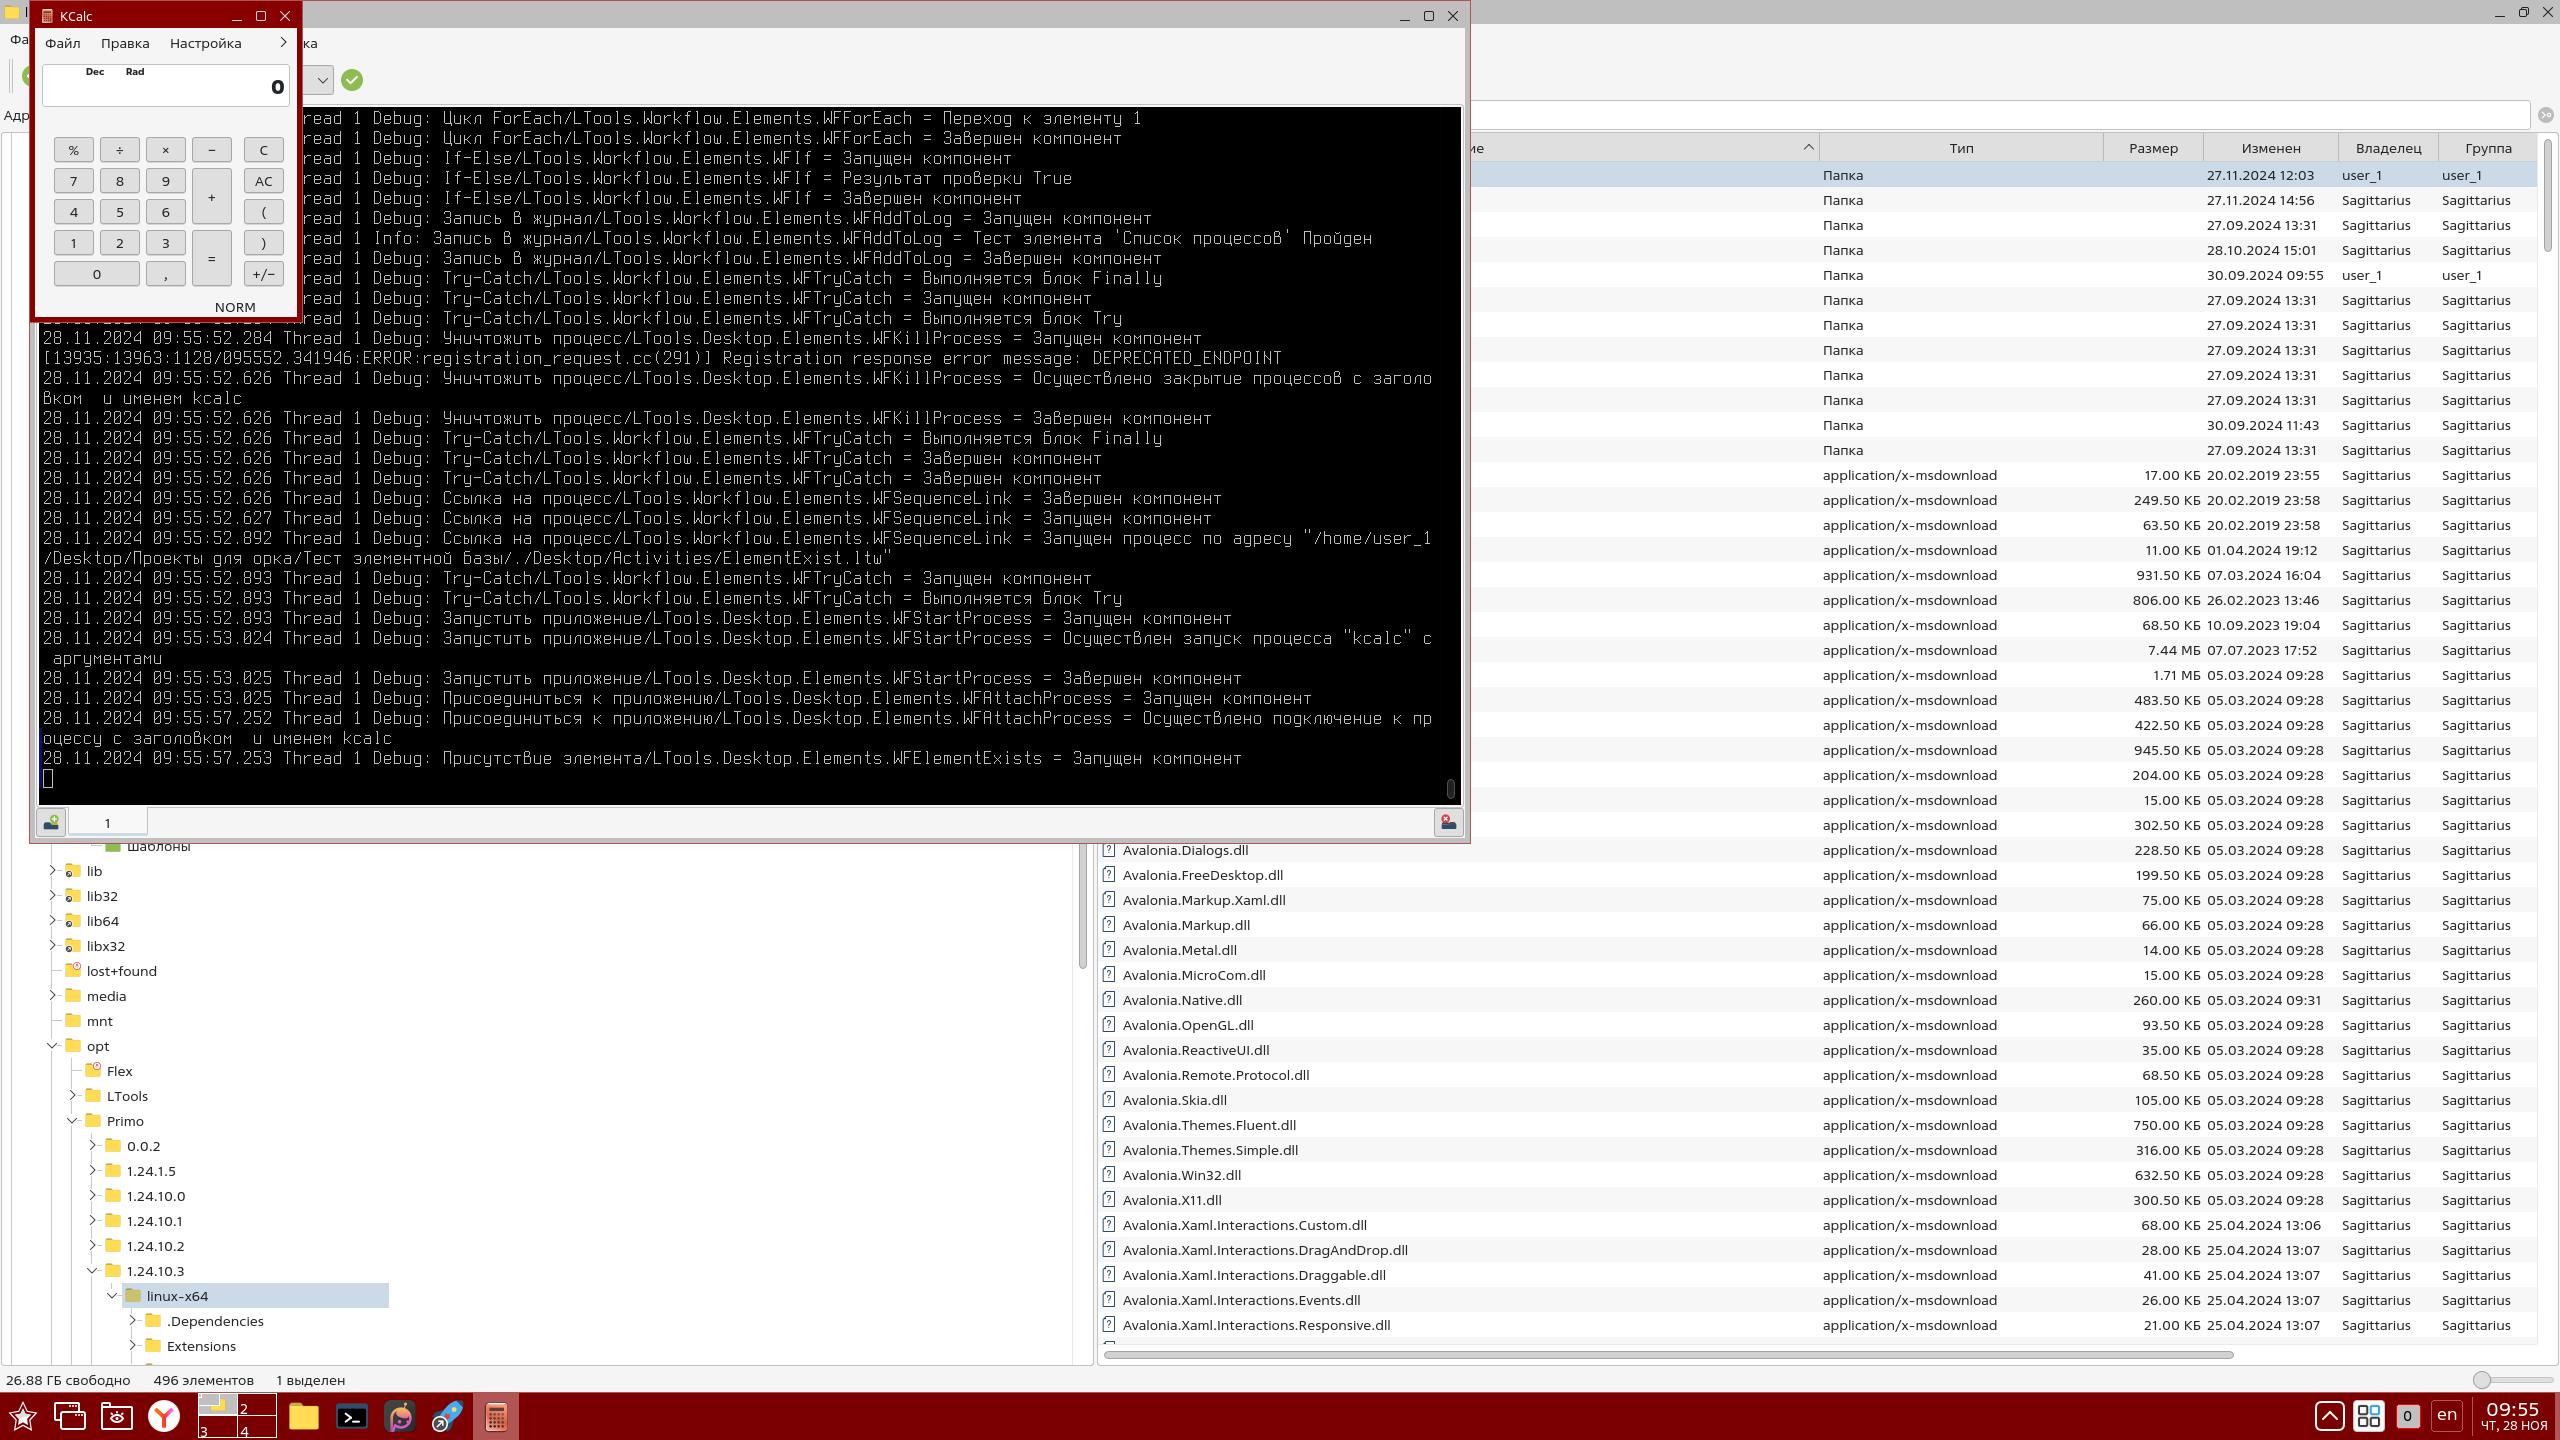 KCalc
Файл Правка Настройка
Dec Rad
0
% ÷ × − C
7 8 9 + AC
4 5 6 (
1 2 3 = )
0 , +/−
NORM
ка
read 1 Debug: Цикл ForEach/LTools.Workflow.Elements.WFForEach = Переход к элементу 1
read 1 Debug: Цикл ForEach/LTools.Workflow.Elements.WFForEach = Завершен компонент
read 1 Debug: If-Else/LTools.Workflow.Elements.WFIf = Запущен компонент
read 1 Debug: If-Else/LTools.Workflow.Elements.WFIf = Результат проверки True
read 1 Debug: If-Else/LTools.Workflow.Elements.WFIf = Завершен компонент
read 1 Debug: Запись в журнал/LTools.Workflow.Elements.WFAddToLog = Запущен компонент
read 1 Info: Запись в журнал/LTools.Workflow.Elements.WFAddToLog = Тест элемента 'Список процессов' Пройден
read 1 Debug: Запись в журнал/LTools.Workflow.Elements.WFAddToLog = Завершен компонент
read 1 Debug: Try-Catch/LTools.Workflow.Elements.WFTryCatch = Выполняется блок Finally
read 1 Debug: Try-Catch/LTools.Workflow.Elements.WFTryCatch = Запущен компонент
read 1 Debug: Try-Catch/LTools.Workflow.Elements.WFTryCatch = Выполняется блок Try
28.11.2024 09:55:52.284 Thread 1 Debug: Уничтожить процесс/LTools.Desktop.Elements.WFKillProcess = Запущен компонент
[13935:13963:1128/095552.341946:ERROR:registration_request.cc(291)] Registration response error message: DEPRECATED_ENDPOINT
28.11.2024 09:55:52.626 Thread 1 Debug: Уничтожить процесс/LTools.Desktop.Elements.WFKillProcess = Осуществлено закрытие процессов с заголо
вком  и именем kcalc
28.11.2024 09:55:52.626 Thread 1 Debug: Уничтожить процесс/LTools.Desktop.Elements.WFKillProcess = Завершен компонент
28.11.2024 09:55:52.626 Thread 1 Debug: Try-Catch/LTools.Workflow.Elements.WFTryCatch = Выполняется блок Finally
28.11.2024 09:55:52.626 Thread 1 Debug: Try-Catch/LTools.Workflow.Elements.WFTryCatch = Завершен компонент
28.11.2024 09:55:52.626 Thread 1 Debug: Try-Catch/LTools.Workflow.Elements.WFTryCatch = Завершен компонент
28.11.2024 09:55:52.626 Thread 1 Debug: Ссылка на процесс/LTools.Workflow.Elements.WFSequenceLink = Завершен компонент
28.11.2024 09:55:52.627 Thread 1 Debug: Ссылка на процесс/LTools.Workflow.Elements.WFSequenceLink = Запущен компонент
28.11.2024 09:55:52.892 Thread 1 Debug: Ссылка на процесс/LTools.Workflow.Elements.WFSequenceLink = Запущен процесс по адресу "/home/user_1
/Desktop/Проекты для орка/Тест элементной базы/./Desktop/Activities/ElementExist.ltw"
28.11.2024 09:55:52.893 Thread 1 Debug: Try-Catch/LTools.Workflow.Elements.WFTryCatch = Запущен компонент
28.11.2024 09:55:52.893 Thread 1 Debug: Try-Catch/LTools.Workflow.Elements.WFTryCatch = Выполняется блок Try
28.11.2024 09:55:52.893 Thread 1 Debug: Запустить приложение/LTools.Desktop.Elements.WFStartProcess = Запущен компонент
28.11.2024 09:55:53.024 Thread 1 Debug: Запустить приложение/LTools.Desktop.Elements.WFStartProcess = Осуществлен запуск процесса "kcalc" с
аргументами
28.11.2024 09:55:53.025 Thread 1 Debug: Запустить приложение/LTools.Desktop.Elements.WFStartProcess = Завершен компонент
28.11.2024 09:55:53.025 Thread 1 Debug: Присоединиться к приложению/LTools.Desktop.Elements.WFAttachProcess = Запущен компонент
28.11.2024 09:55:57.252 Thread 1 Debug: Присоединиться к приложению/LTools.Desktop.Elements.WFAttachProcess = Осуществлено подключение к пр
оцессу с заголовком  и именем kcalc
28.11.2024 09:55:57.253 Thread 1 Debug: Присутствие элемента/LTools.Desktop.Elements.WFElementExists = Запущен компонент
1
Фа
Адр
Шаблоны
lib
lib32
lib64
libx32
lost+found
media
mnt
opt
Flex
LTools
Primo
0.0.2
1.24.1.5
1.24.10.0
1.24.10.1
1.24.10.2
1.24.10.3
linux-x64
.Dependencies
Extensions
ие Тип Размер Изменен Владелец Группа
Папка 27.11.2024 12:03 user_1 user_1
Папка 27.11.2024 14:56 Sagittarius Sagittarius
Папка 27.09.2024 13:31 Sagittarius Sagittarius
Папка 28.10.2024 15:01 Sagittarius Sagittarius
Папка 30.09.2024 09:55 user_1 user_1
Папка 27.09.2024 13:31 Sagittarius Sagittarius
Папка 27.09.2024 13:31 Sagittarius Sagittarius
Папка 27.09.2024 13:31 Sagittarius Sagittarius
Папка 27.09.2024 13:31 Sagittarius Sagittarius
Папка 27.09.2024 13:31 Sagittarius Sagittarius
Папка 30.09.2024 11:43 Sagittarius Sagittarius
Папка 27.09.2024 13:31 Sagittarius Sagittarius
application/x-msdownload 17.00 КБ 20.02.2019 23:55 Sagittarius Sagittarius
application/x-msdownload 249.50 КБ 20.02.2019 23:58 Sagittarius Sagittarius
application/x-msdownload 63.50 КБ 20.02.2019 23:58 Sagittarius Sagittarius
application/x-msdownload 11.00 КБ 01.04.2024 19:12 Sagittarius Sagittarius
application/x-msdownload 931.50 КБ 07.03.2024 16:04 Sagittarius Sagittarius
application/x-msdownload 806.00 КБ 26.02.2023 13:46 Sagittarius Sagittarius
application/x-msdownload 68.50 КБ 10.09.2023 19:04 Sagittarius Sagittarius
application/x-msdownload 7.44 МБ 07.07.2023 17:52 Sagittarius Sagittarius
application/x-msdownload 1.71 МБ 05.03.2024 09:28 Sagittarius Sagittarius
application/x-msdownload 483.50 КБ 05.03.2024 09:28 Sagittarius Sagittarius
application/x-msdownload 422.50 КБ 05.03.2024 09:28 Sagittarius Sagittarius
application/x-msdownload 945.50 КБ 05.03.2024 09:28 Sagittarius Sagittarius
application/x-msdownload 204.00 КБ 05.03.2024 09:28 Sagittarius Sagittarius
application/x-msdownload 15.00 КБ 05.03.2024 09:28 Sagittarius Sagittarius
application/x-msdownload 302.50 КБ 05.03.2024 09:28 Sagittarius Sagittarius
Avalonia.Dialogs.dll application/x-msdownload 228.50 КБ 05.03.2024 09:28 Sagittarius Sagittarius
Avalonia.FreeDesktop.dll application/x-msdownload 199.50 КБ 05.03.2024 09:28 Sagittarius Sagittarius
Avalonia.Markup.Xaml.dll application/x-msdownload 75.00 КБ 05.03.2024 09:28 Sagittarius Sagittarius
Avalonia.Markup.dll application/x-msdownload 66.00 КБ 05.03.2024 09:28 Sagittarius Sagittarius
Avalonia.Metal.dll application/x-msdownload 14.00 КБ 05.03.2024 09:28 Sagittarius Sagittarius
Avalonia.MicroCom.dll application/x-msdownload 15.00 КБ 05.03.2024 09:28 Sagittarius Sagittarius
Avalonia.Native.dll application/x-msdownload 260.00 КБ 05.03.2024 09:31 Sagittarius Sagittarius
Avalonia.OpenGL.dll application/x-msdownload 93.50 КБ 05.03.2024 09:28 Sagittarius Sagittarius
Avalonia.ReactiveUI.dll application/x-msdownload 35.00 КБ 05.03.2024 09:28 Sagittarius Sagittarius
Avalonia.Remote.Protocol.dll application/x-msdownload 68.50 КБ 05.03.2024 09:28 Sagittarius Sagittarius
Avalonia.Skia.dll application/x-msdownload 105.00 КБ 05.03.2024 09:28 Sagittarius Sagittarius
Avalonia.Themes.Fluent.dll application/x-msdownload 750.00 КБ 05.03.2024 09:28 Sagittarius Sagittarius
Avalonia.Themes.Simple.dll application/x-msdownload 316.00 КБ 05.03.2024 09:28 Sagittarius Sagittarius
Avalonia.Win32.dll application/x-msdownload 632.50 КБ 05.03.2024 09:28 Sagittarius Sagittarius
Avalonia.X11.dll application/x-msdownload 300.50 КБ 05.03.2024 09:28 Sagittarius Sagittarius
Avalonia.Xaml.Interactions.Custom.dll application/x-msdownload 68.00 КБ 25.04.2024 13:06 Sagittarius Sagittarius
Avalonia.Xaml.Interactions.DragAndDrop.dll application/x-msdownload 28.00 КБ 25.04.2024 13:07 Sagittarius Sagittarius
Avalonia.Xaml.Interactions.Draggable.dll application/x-msdownload 41.00 КБ 25.04.2024 13:07 Sagittarius Sagittarius
Avalonia.Xaml.Interactions.Events.dll application/x-msdownload 26.00 КБ 25.04.2024 13:07 Sagittarius Sagittarius
Avalonia.Xaml.Interactions.Responsive.dll application/x-msdownload 21.00 КБ 25.04.2024 13:07 Sagittarius Sagittarius
26.88 ГБ свободно 496 элементов 1 выделен
2
3 4
0 en 09:55
ЧТ, 28 НОЯ